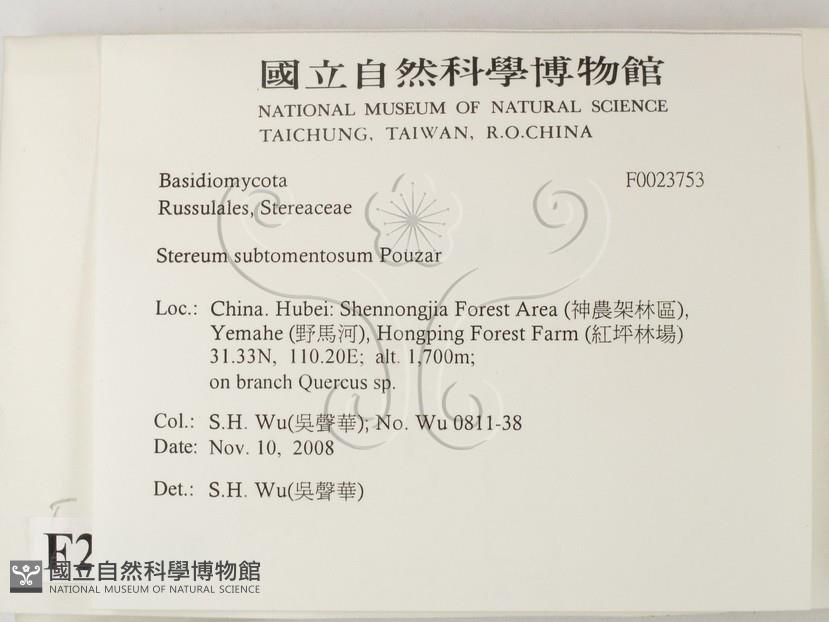 國立自然科學博物館
NATIONAL MUSEUM OF NATURAL SCIENCE
TAICHUNG, TAIWAN, R.O.CHINA
Basidiomycota F0023753
Russulales, Stereaceae
Stereum subtomentosum Pouzar
Loc.: China. Hubei: Shennongjia Forest Area (神農架林區),
Yemahe (野馬河), Hongping Forest Farm (紅坪林場)
31.33N, 110.20E; alt. 1,700m;
on branch Quercus sp.
Col.: S.H. Wu(吳聲華); No. Wu 0811-38
Date: Nov. 10, 2008
Det.: S.H. Wu(吳聲華)
F2
國立自然科學博物館
NATIONAL MUSEUM OF NATURAL SCIENCE